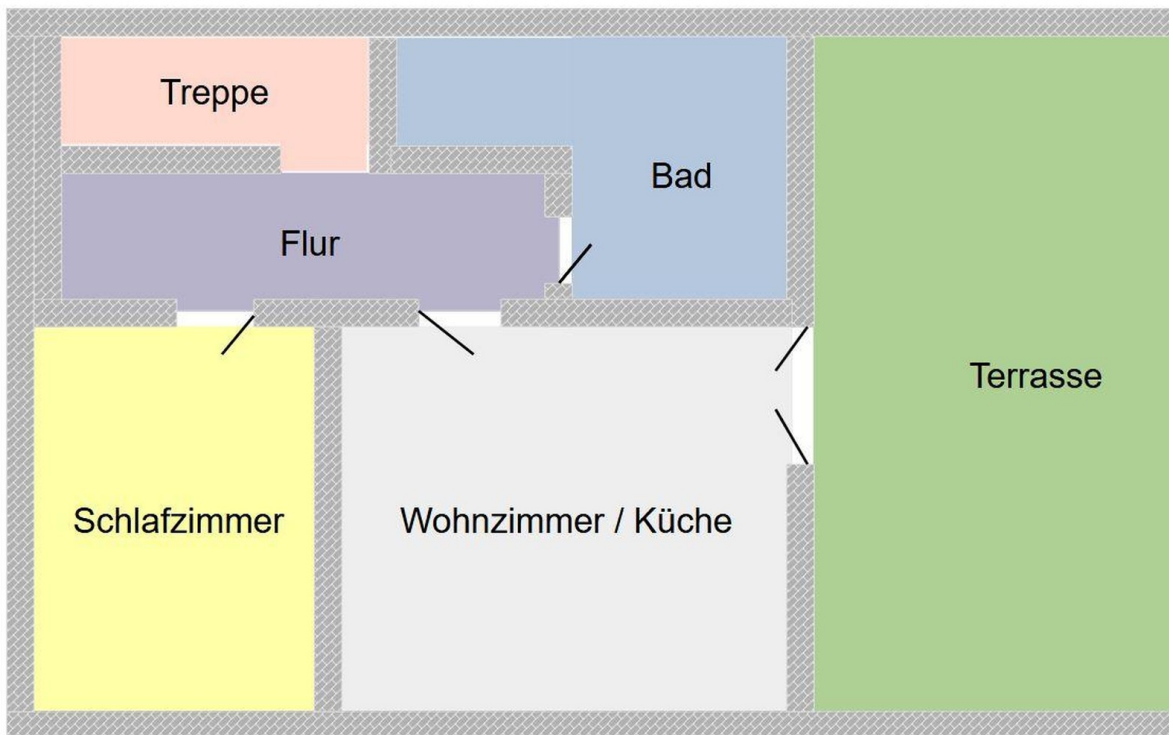 Treppe
Bad
Flur
Terrasse
Schlafzimmer
Wohnzimmer / Küche